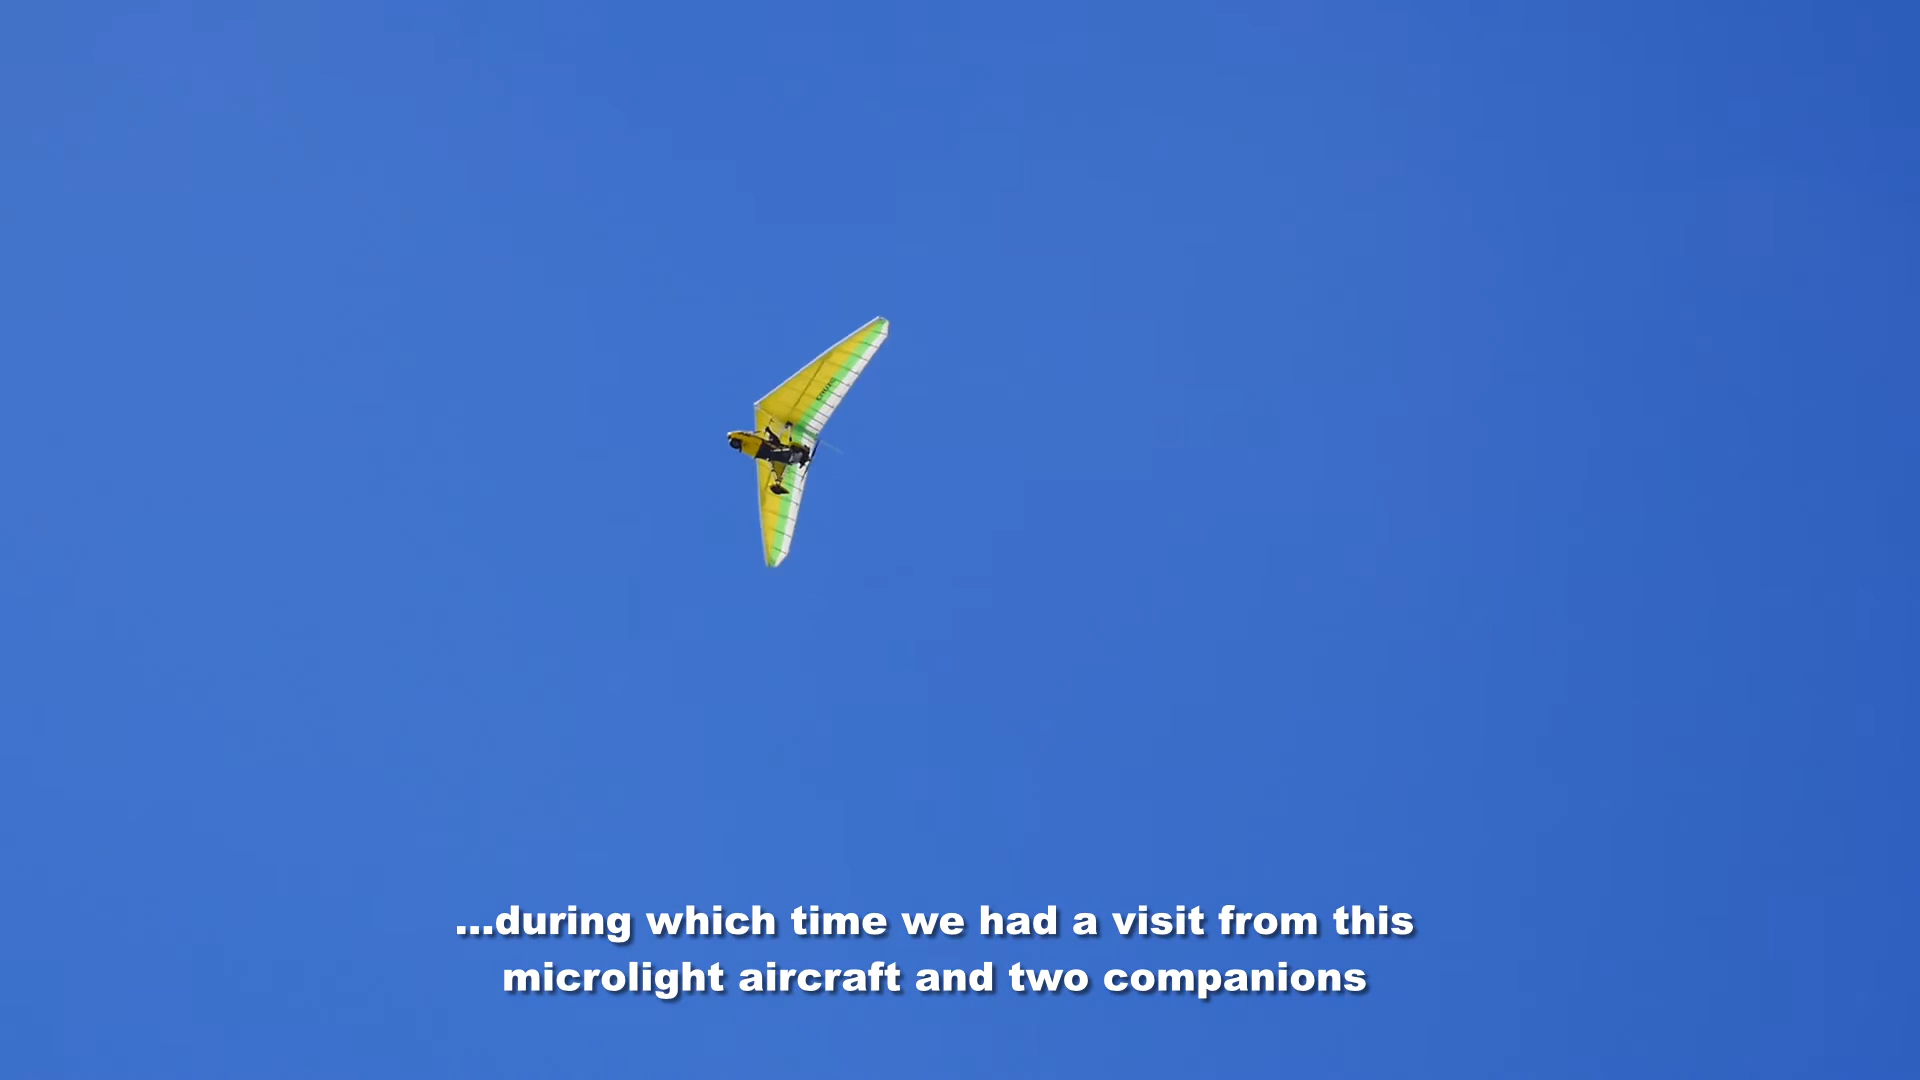 ...during which time we had a visit from this
microlight aircraft and two companions